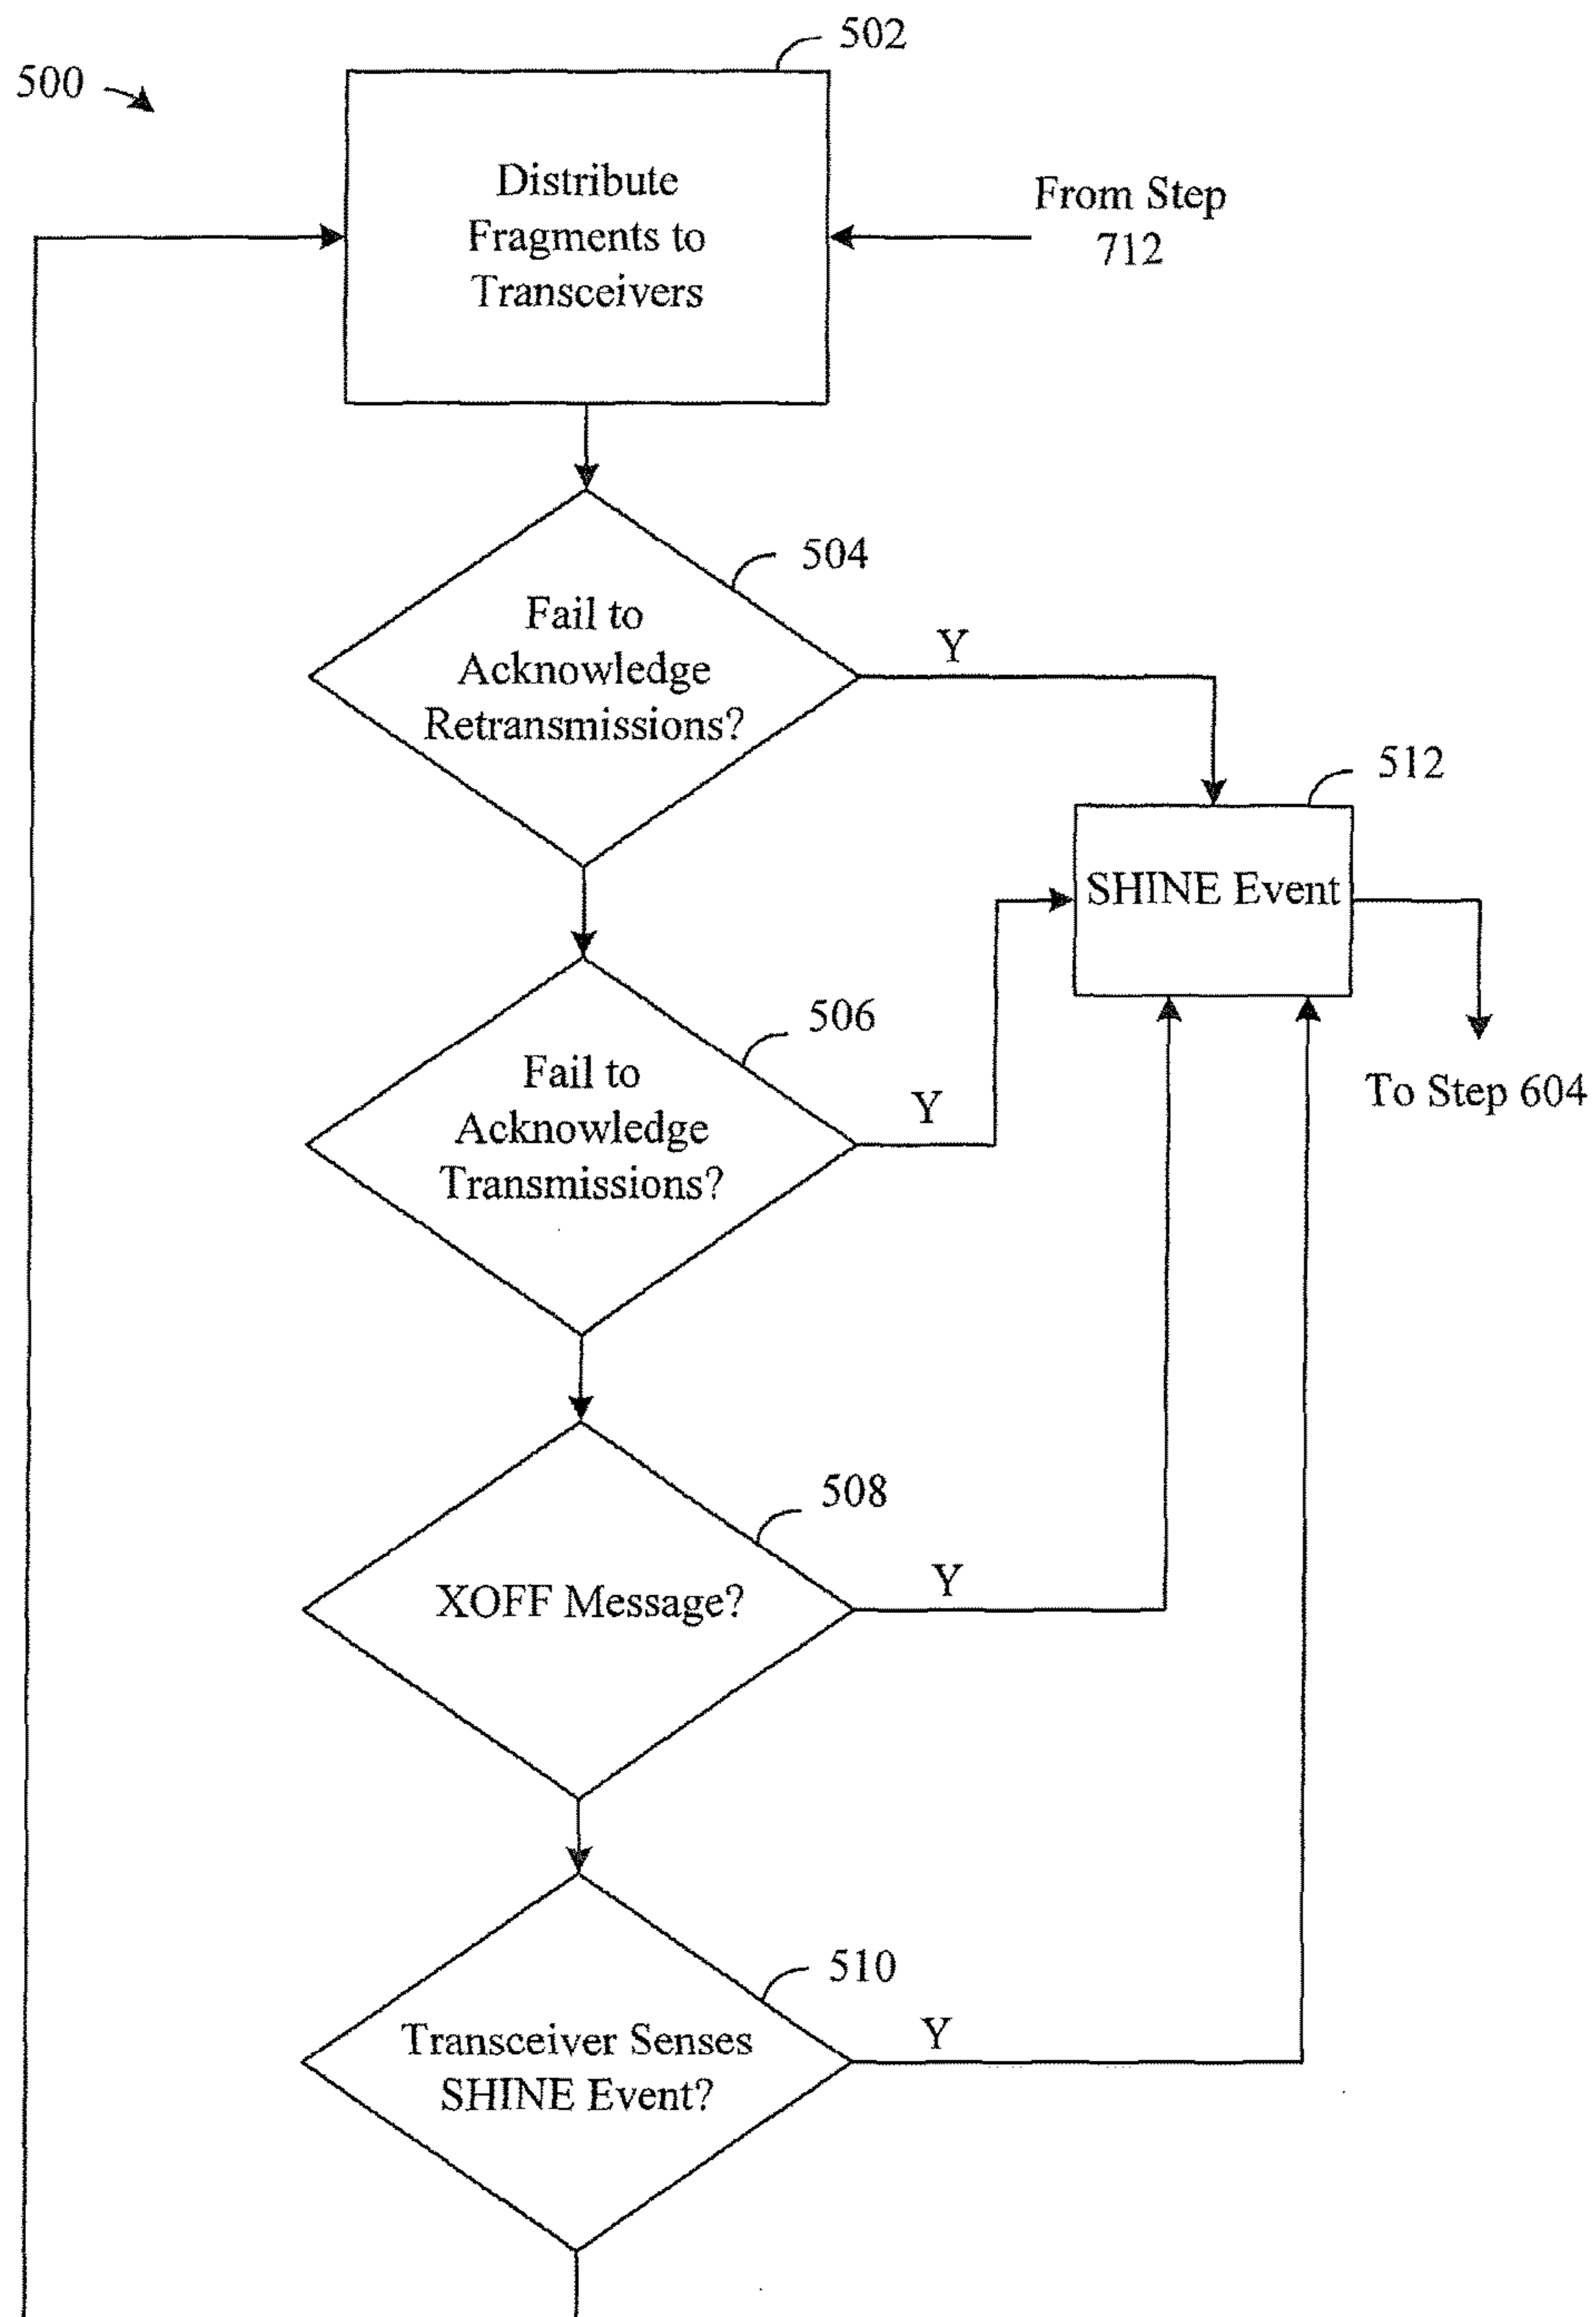 502
500
Distribute
Fragments to
Transceivers
From Step
712
504
Fail to
Acknowledge
Retransmissions?
Y
512
SHINE Event
506
Fail to
Acknowledge
Transmissions?
Y
To Step 604
508
XOFF Message?
Y
510
Transceiver Senses
SHINE Event?
Y